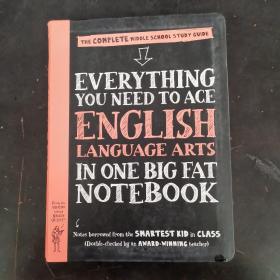 THE COMPLETE MIDDLE SCHOOL STUDY GUIDE
EVERYTHING
YOU NEED TO ACE
ENGLISH
LANGUAGE ARTS
IN ONE BIG FAT
NOTEBOOK
Notes borrowed from the SMARTEST KID in CLASS
(Double-checked by an AWARD-WINNING teacher)